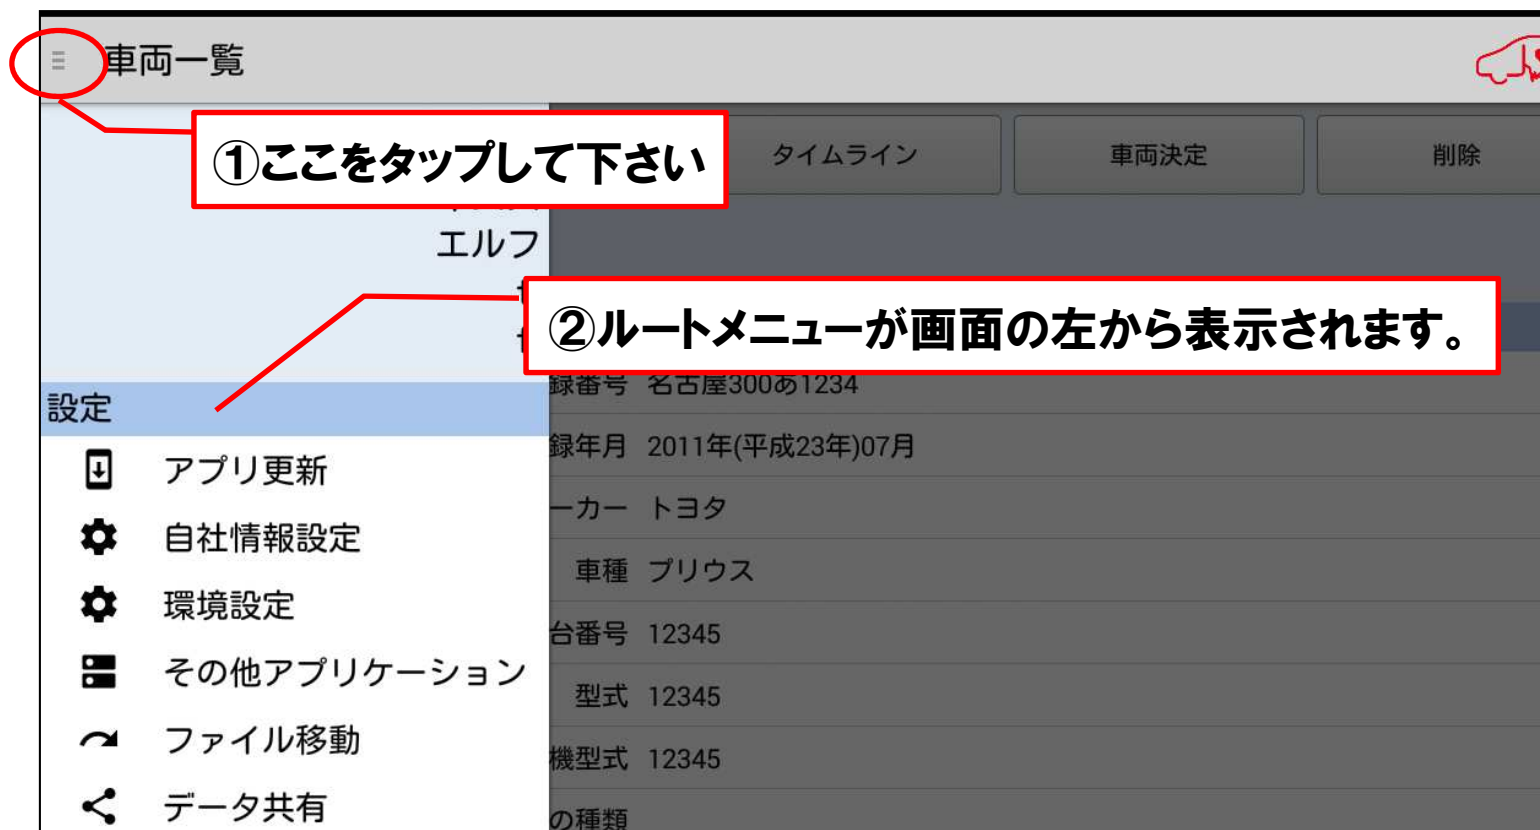 車両一覧
①ここをタップして下さい
タイムライン
車両決定
削除
エルフ
②ルートメニューが画面の左から表示されます。
録番号 名古屋300あ1234
設定
録年月 2011年(平成23年)07月
アプリ更新
ーカー トヨタ
自社情報設定
車種 プリウス
環境設定
台番号 12345
その他アプリケーション
型式 12345
ファイル移動
機型式 12345
データ共有
の種類